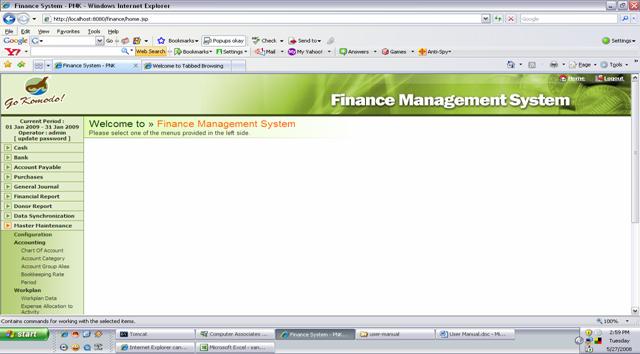 Finance System - PNK - Windows Internet Explorer
http://localhost:8080/finance/home.jsp
Google
File Edit View Favorites Tools Help
Google G Go Bookmarks Popups okay Check Send to Settings
Y! Web Search Bookmarks Settings Mail My Yahoo! Answers Games Anti-Spy
Finance System - PNK Welcome to Tabbed Browsing Page Tools
Home Logout
Go Komodo!
Finance Management System
Current Period :
01 Jan 2009 - 31 Jan 2009
Operator : admin
[ update password ]
Welcome to » Finance Management System
Please select one of the menus provided in the left side.
Cash
Bank
Account Payable
Purchases
General Journal
Financial Report
Donor Report
Data Synchronization
Master Maintenance
Configuration
Accounting
Chart Of Account
Account Category
Account Group Alias
Bookkeeping Rate
Period
Workplan
Workplan Data
Expense Allocation to
Activity
Contains commands for working with the selected items.
100%
start
Tomcat Computer Associates ... Finance System - PNK... user-manual User Manual.doc - Mi...
Internet Explorer can... Microsoft Excel - van...
2:59 PM
Tuesday
5/27/2008